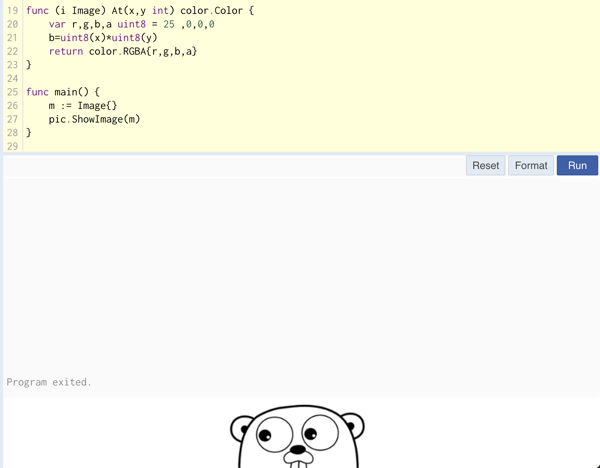 19 func (i Image) At(x,y int) color.Color {
20     var r,g,b,a uint8 = 25 ,0,0,0
21     b=uint8(x)*uint8(y)
22     return color.RGBA{r,g,b,a}
23 }
24
25 func main() {
26     m := Image{}
27     pic.ShowImage(m)
28 }
29
Reset Format Run
Program exited.